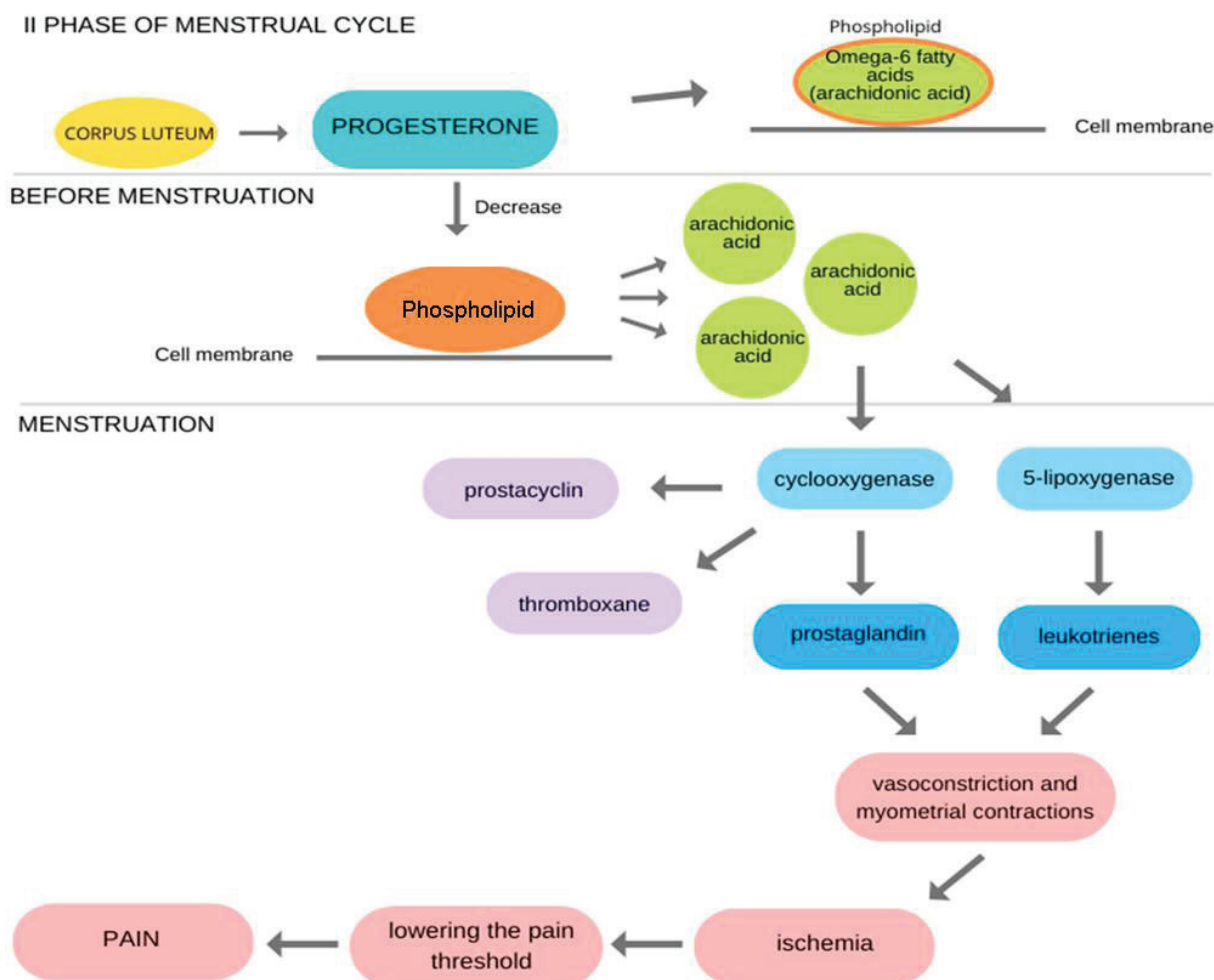 II PHASE OF MENSTRUAL CYCLE
Phospholipid
Omega-6 fatty
acids
(arachidonic acid)
CORPUS LUTEUM
PROGESTERONE
Cell membrane
BEFORE MENSTRUATION
Decrease
arachidonic
acid
arachidonic
acid
Phospholipid
arachidonic
acid
Cell membrane
MENSTRUATION
prostacyclin
cyclooxygenase
5-lipoxygenase
thromboxane
prostaglandin
leukotrienes
vasoconstriction and
myometrial contractions
PAIN
lowering the pain
threshold
ischemia